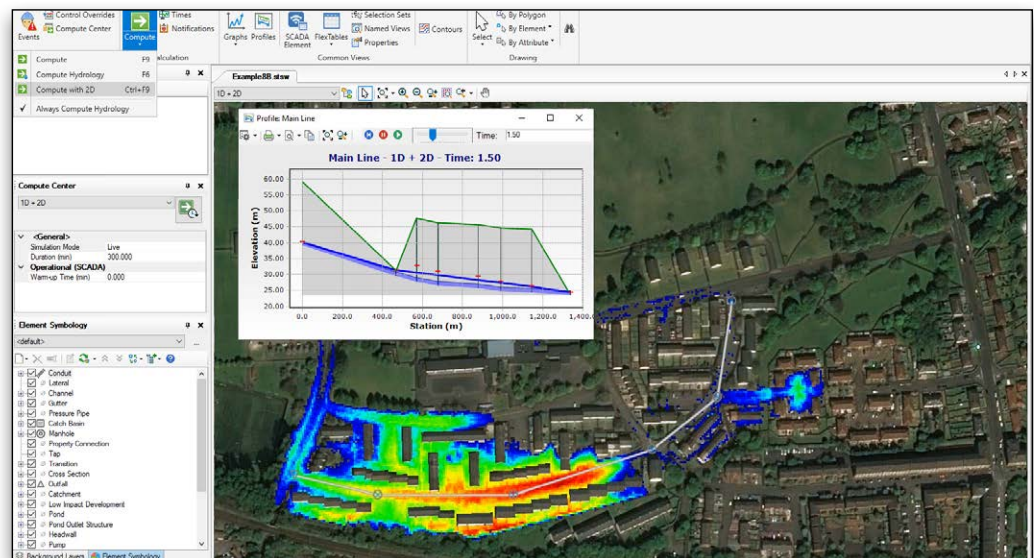 Control Overrides
Times
Selection Sets
By Polygon
Compute Center
Notifications
Named Views
Contours
By Element
Events
Compute
Graphs
Profiles
SCADA
Element
FlexTables
Properties
Select
By Attribute
Calculation
Common Views
Drawing
Compute F9
Compute Hydrology F6
Compute with 2D Ctrl+F9
Always Compute Hydrology
Example8B.stsw
1D + 2D
Profile: Main Line
Time: 1.50
Main Line - 1D + 2D - Time: 1.50
Elevation (m)
60.00
55.00
50.00
45.00
40.00
35.00
30.00
25.00
20.00
0.0 200.0 400.0 600.0 800.0 1,000.0 1,200.0 1,400.0
Station (m)
Compute Center
1D + 2D
<General>
Simulation Mode Live
Duration (min) 300.000
Operational (SCADA)
Warm-up Time (min) 0.000
Element Symbology
<default>
Conduit
Lateral
Channel
Gutter
Pressure Pipe
Catch Basin
Manhole
Property Connection
Tap
Transition
Cross Section
Outfall
Catchment
Low Impact Development
Pond
Pond Outlet Structure
Headwall
Pump
Background Layers Element Symbology